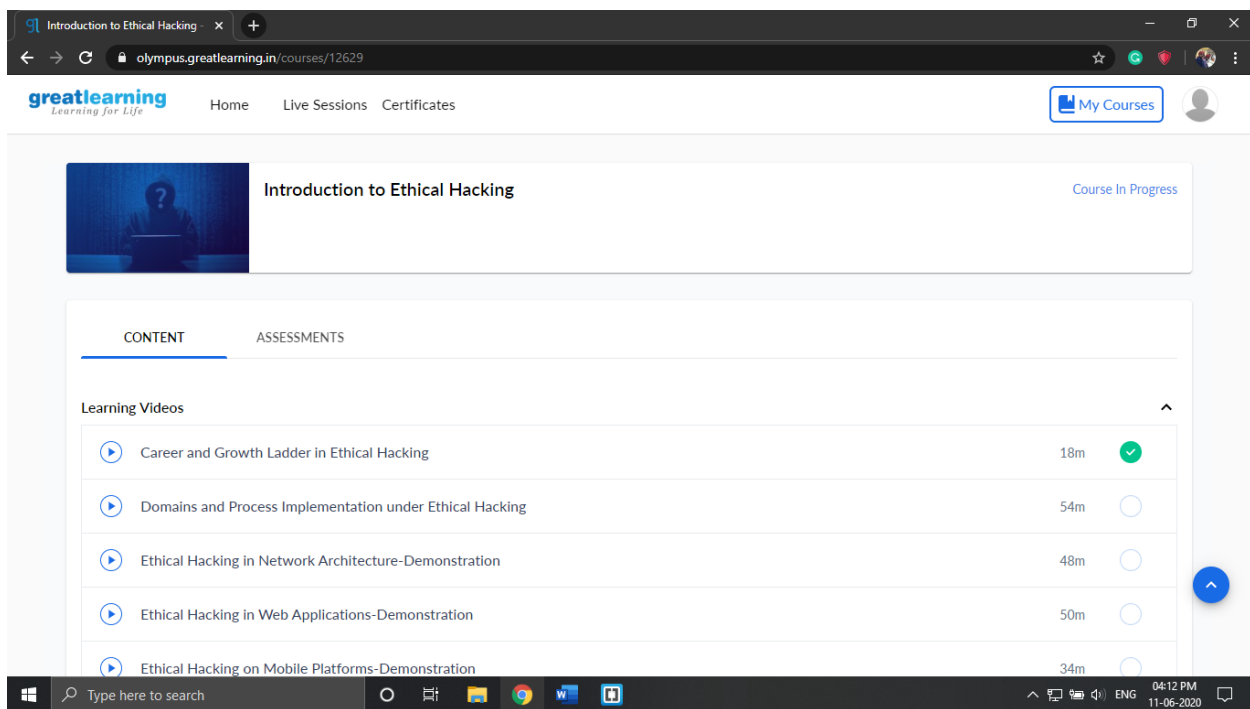 Introduction to Ethical Hacking -
olympus.greatlearning.in/courses/12629
greatlearning
Learning for Life
Home Live Sessions Certificates
My Courses
?
Introduction to Ethical Hacking
Course In Progress
CONTENT ASSESSMENTS
Learning Videos
Career and Growth Ladder in Ethical Hacking 18m
Domains and Process Implementation under Ethical Hacking 54m
Ethical Hacking in Network Architecture-Demonstration 48m
Ethical Hacking in Web Applications-Demonstration 50m
Ethical Hacking on Mobile Platforms-Demonstration 34m
Type here to search
ENG
04:12 PM
11-06-2020